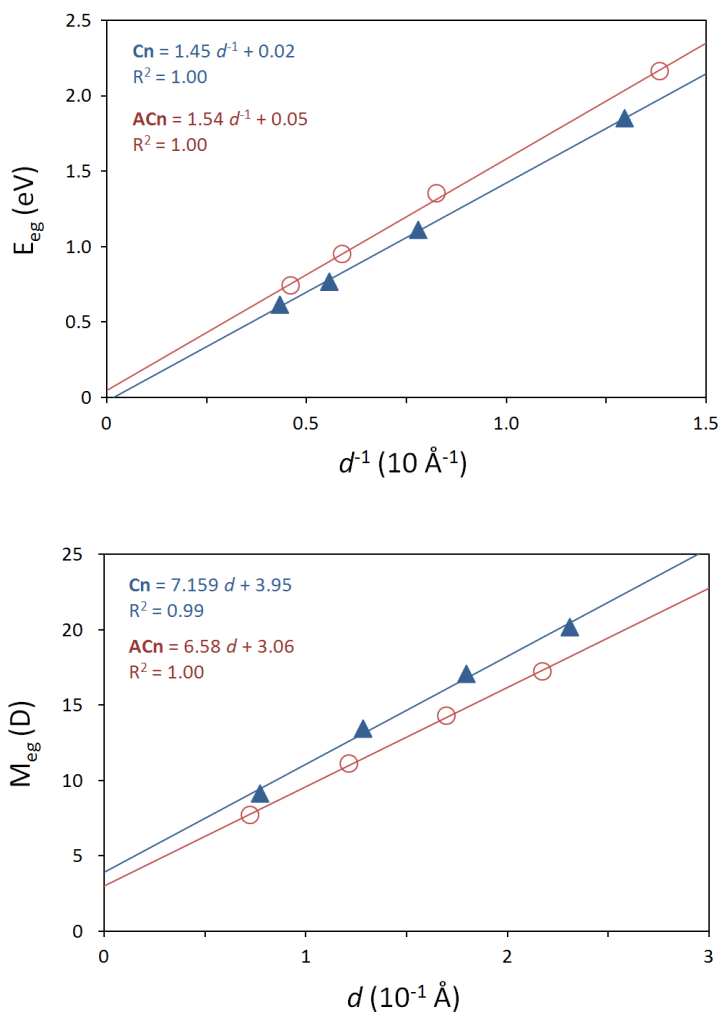 2.5
2.0
1.5
1.0
0.5
0
E_eg (eV)
Cn = 1.45 d⁻¹ + 0.02
R² = 1.00
ACn = 1.54 d⁻¹ + 0.05
R² = 1.00
0 0.5 1.0 1.5
d⁻¹ (10 Å⁻¹)
25
20
15
10
5
0
M_eg (D)
Cn = 7.159 d + 3.95
R² = 0.99
ACn = 6.58 d + 3.06
R² = 1.00
0 1 2 3
d (10⁻¹ Å)